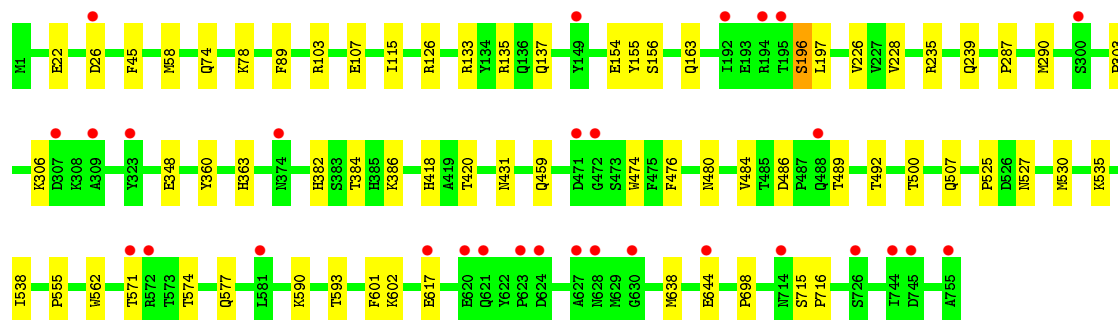 M1 E22 D26 F45 M58 Q74 K78 F89 R103 E107 I115 R126 R133 Y134 R135 Q136 Q137 Y149 E154 Y155 S156 Q163 I192 E193 R194 T195 S196 L197 V226 V227 V228 R235 Q239 P287 M290 S300
K306 D307 K308 A309 Y323 E348 Y360 H363 N374 H382 S383 T384 H385 K386 H418 A419 T420 N431 Q459 D471 G472 S473 W474 F475 F476 N480 V484 T485 D486 P487 Q488 T489 T492 T500 Q507 P525 D526 N527 M530 K535
I538 P555 W562 T571 R572 T573 T574 Q577 L581 K590 T593 F601 K602 E617 E620 Q621 Y622 P623 D624 A627 N628 M629 G630 M638 E644 P698 N714 S715 P716 S726 I744 D745 A755